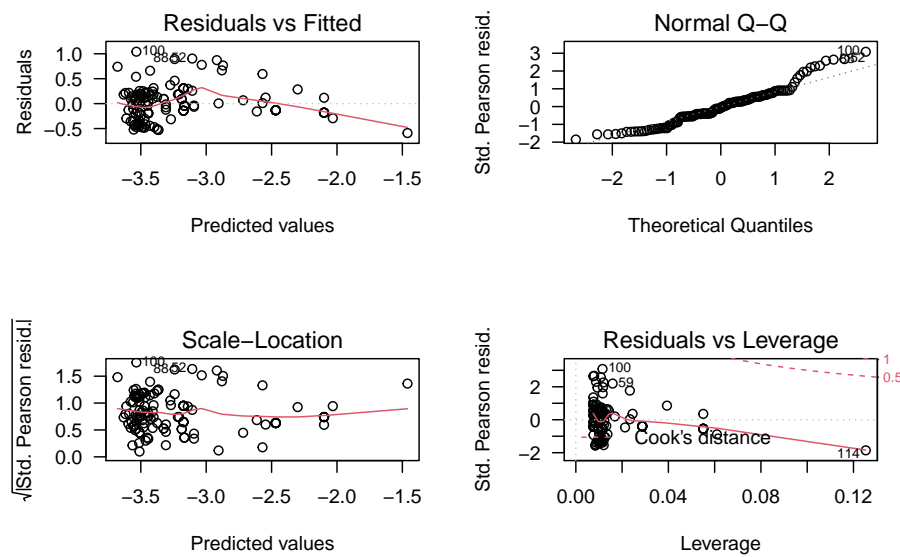 Residuals vs Fitted
Residuals
1.0
0.5
0.0
−0.5
100
88 52
−3.5 −3.0 −2.5 −2.0 −1.5
Predicted values
Normal Q−Q
Std. Pearson resid.
3
2
1
0
−1
−2
100
−2 −1 0 1 2
Theoretical Quantiles
Scale−Location
√|Std. Pearson resid.|
1.5
1.0
0.5
0.0
100
88 52
−3.5 −3.0 −2.5 −2.0 −1.5
Predicted values
Residuals vs Leverage
Std. Pearson resid.
2
0
−2
100
59
114
1
0.5
Cook's distance
0.00 0.04 0.08 0.12
Leverage